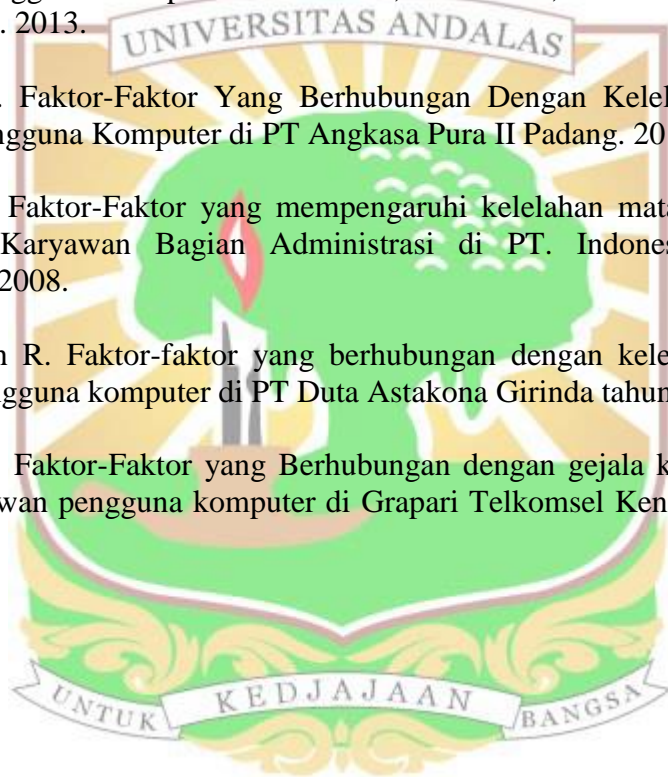 . 2013.
UNIVERSITAS ANDALAS
. Faktor-Faktor Yang Berhubungan Dengan Kelel
ngguna Komputer di PT Angkasa Pura II Padang. 20
Faktor-Faktor yang mempengaruhi kelelahan mata
Karyawan Bagian Administrasi di PT. Indones
2008.
n R. Faktor-faktor yang berhubungan dengan kele
ngguna komputer di PT Duta Astakona Girinda tahun
Faktor-Faktor yang Berhubungan dengan gejala k
wan pengguna komputer di Grapari Telkomsel Ken
UNTUK KEDJAJAAN BANGSA